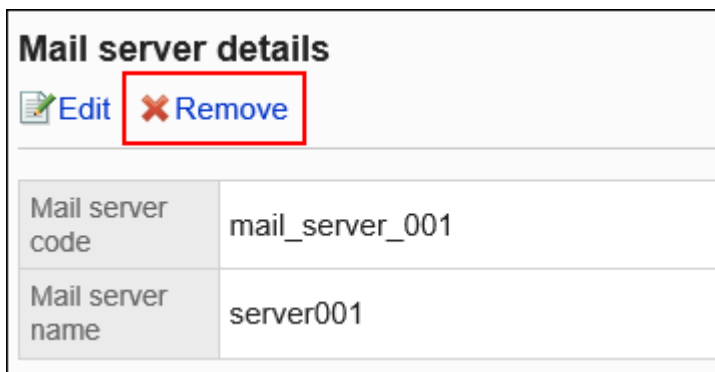 Mail server details
Edit Remove
Mail server
code
mail_server_001
Mail server
name
server001